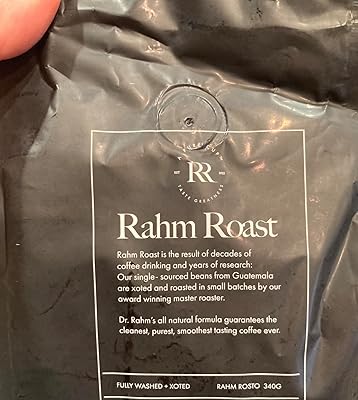 RR
TASTE GREATNESS
Rahm Roast
Rahm Roast is the result of decades of
coffee drinking and years of research:
Our single- sourced beans from Guatemala
are xoted and roasted in small batches by our
award winning master roaster.
Dr. Rahm's all natural formula guarantees the
cleanest, purest, smoothest tasting coffee ever.
FULLY WASHED + XOTED
RAHM ROSTO 340G